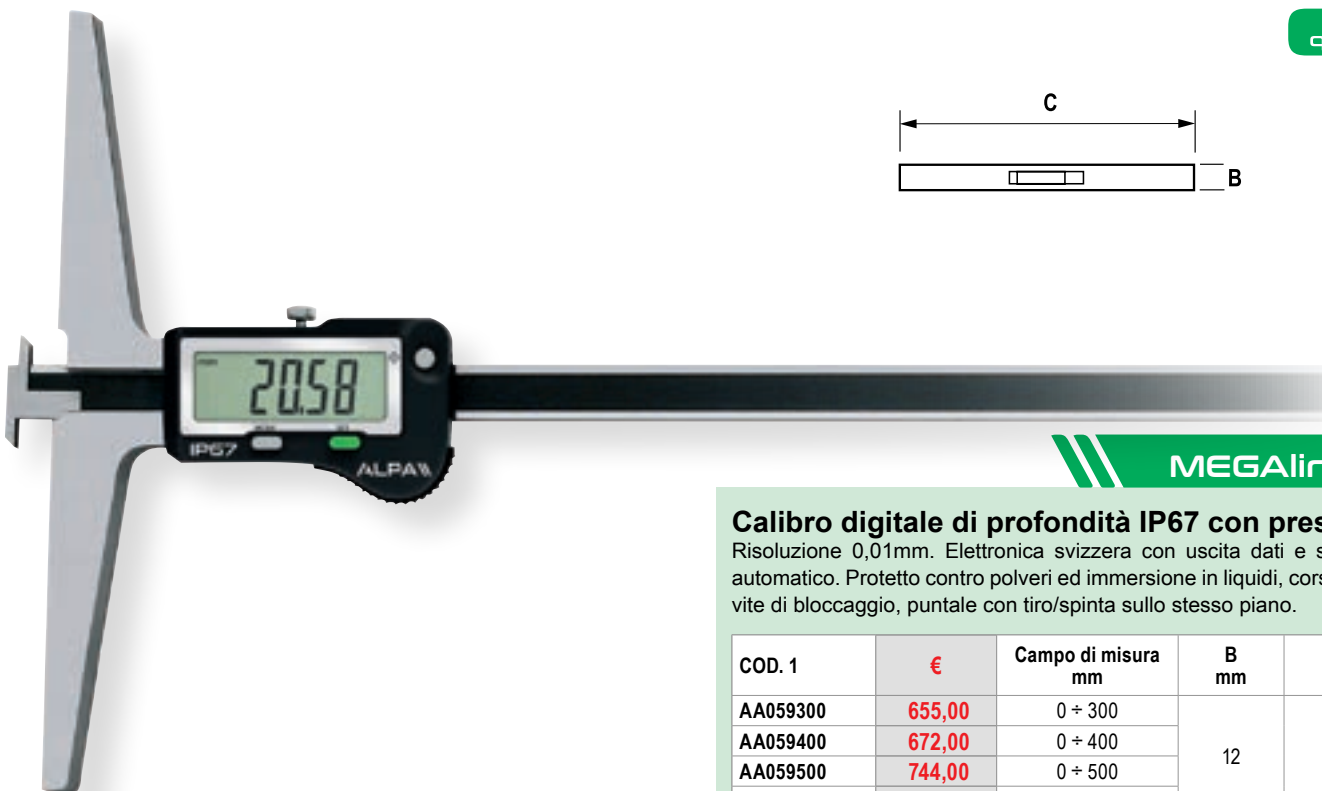 C
B
mm
20.58
IP67
ALPA
MEGAlin
Calibro digitale di profondità IP67 con pres
Risoluzione 0,01mm. Elettronica svizzera con uscita dati e s
automatico. Protetto contro polveri ed immersione in liquidi, cors
vite di bloccaggio, puntale con tiro/spinta sullo stesso piano.
COD. 1 € Campo di misura mm B mm
AA059300 655,00 0 ÷ 300
AA059400 672,00 0 ÷ 400 12
AA059500 744,00 0 ÷ 500